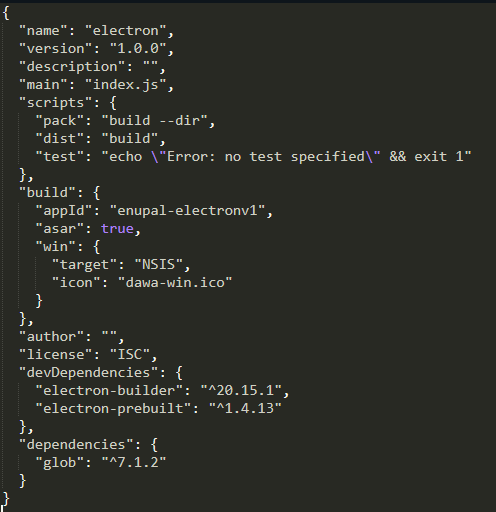 {
  "name": "electron",
  "version": "1.0.0",
  "description": "",
  "main": "index.js",
  "scripts": {
    "pack": "build --dir",
    "dist": "build",
    "test": "echo \"Error: no test specified\" && exit 1"
  },
  "build": {
    "appId": "enupal-electronv1",
    "asar": true,
    "win": {
      "target": "NSIS",
      "icon": "dawa-win.ico"
    }
  },
  "author": "",
  "license": "ISC",
  "devDependencies": {
    "electron-builder": "^20.15.1",
    "electron-prebuilt": "^1.4.13"
  },
  "dependencies": {
    "glob": "^7.1.2"
  }
}